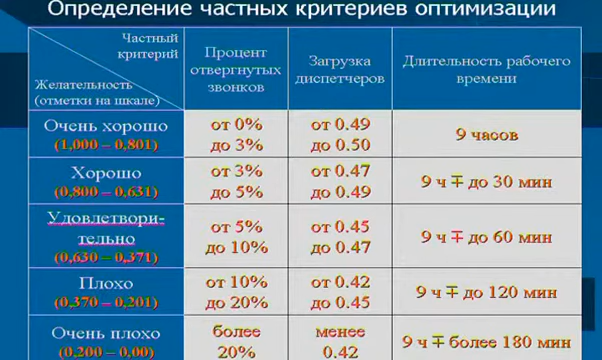 Определение частных критериев оптимизации
Частный
критерий
Желательность
(отметки на шкале)
Процент
отвергнутых
звонков
Загрузка
диспетчеров
Длительность рабочего
времени
Очень хорошо
(1,000 – 0,801)
от 0%
до 3%
от 0.49
до 0.50
9 часов
Хорошо
(0,800 – 0,631)
от 3%
до 5%
от 0.47
до 0.49
9 ч ∓ до 30 мин
Удовлетвори-
тельно
(0,630 – 0,371)
от 5%
до 10%
от 0.45
до 0.47
9 ч ∓ до 60 мин
Плохо
(0,370 – 0,201)
от 10%
до 20%
от 0.42
до 0.45
9 ч ∓ до 120 мин
Очень плохо
(0,200 – 0,00)
более
20%
менее
0.42
9 ч ∓ более 180 мин